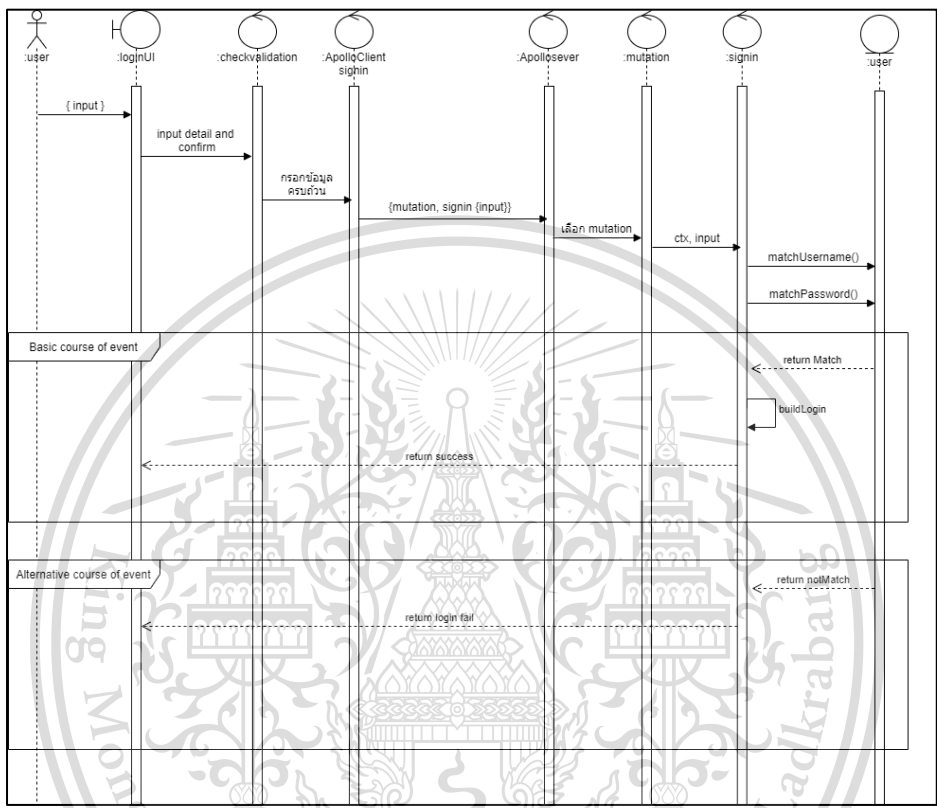 :user
:loginUI
:checkvalidation
:ApolloClient
signin
:Apollosever
:mutation
:signin
:user
{ input }
input detail and
confirm
กรอกข้อมูล
ครบถ้วน
{mutation, signin {input}}
เลือก mutation
ctx, input
matchUsername()
matchPassword()
Basic course of event
return Match
buildLogin
return success
Alternative course of event
return notMatch
return login fail
King Mon
adkrabang